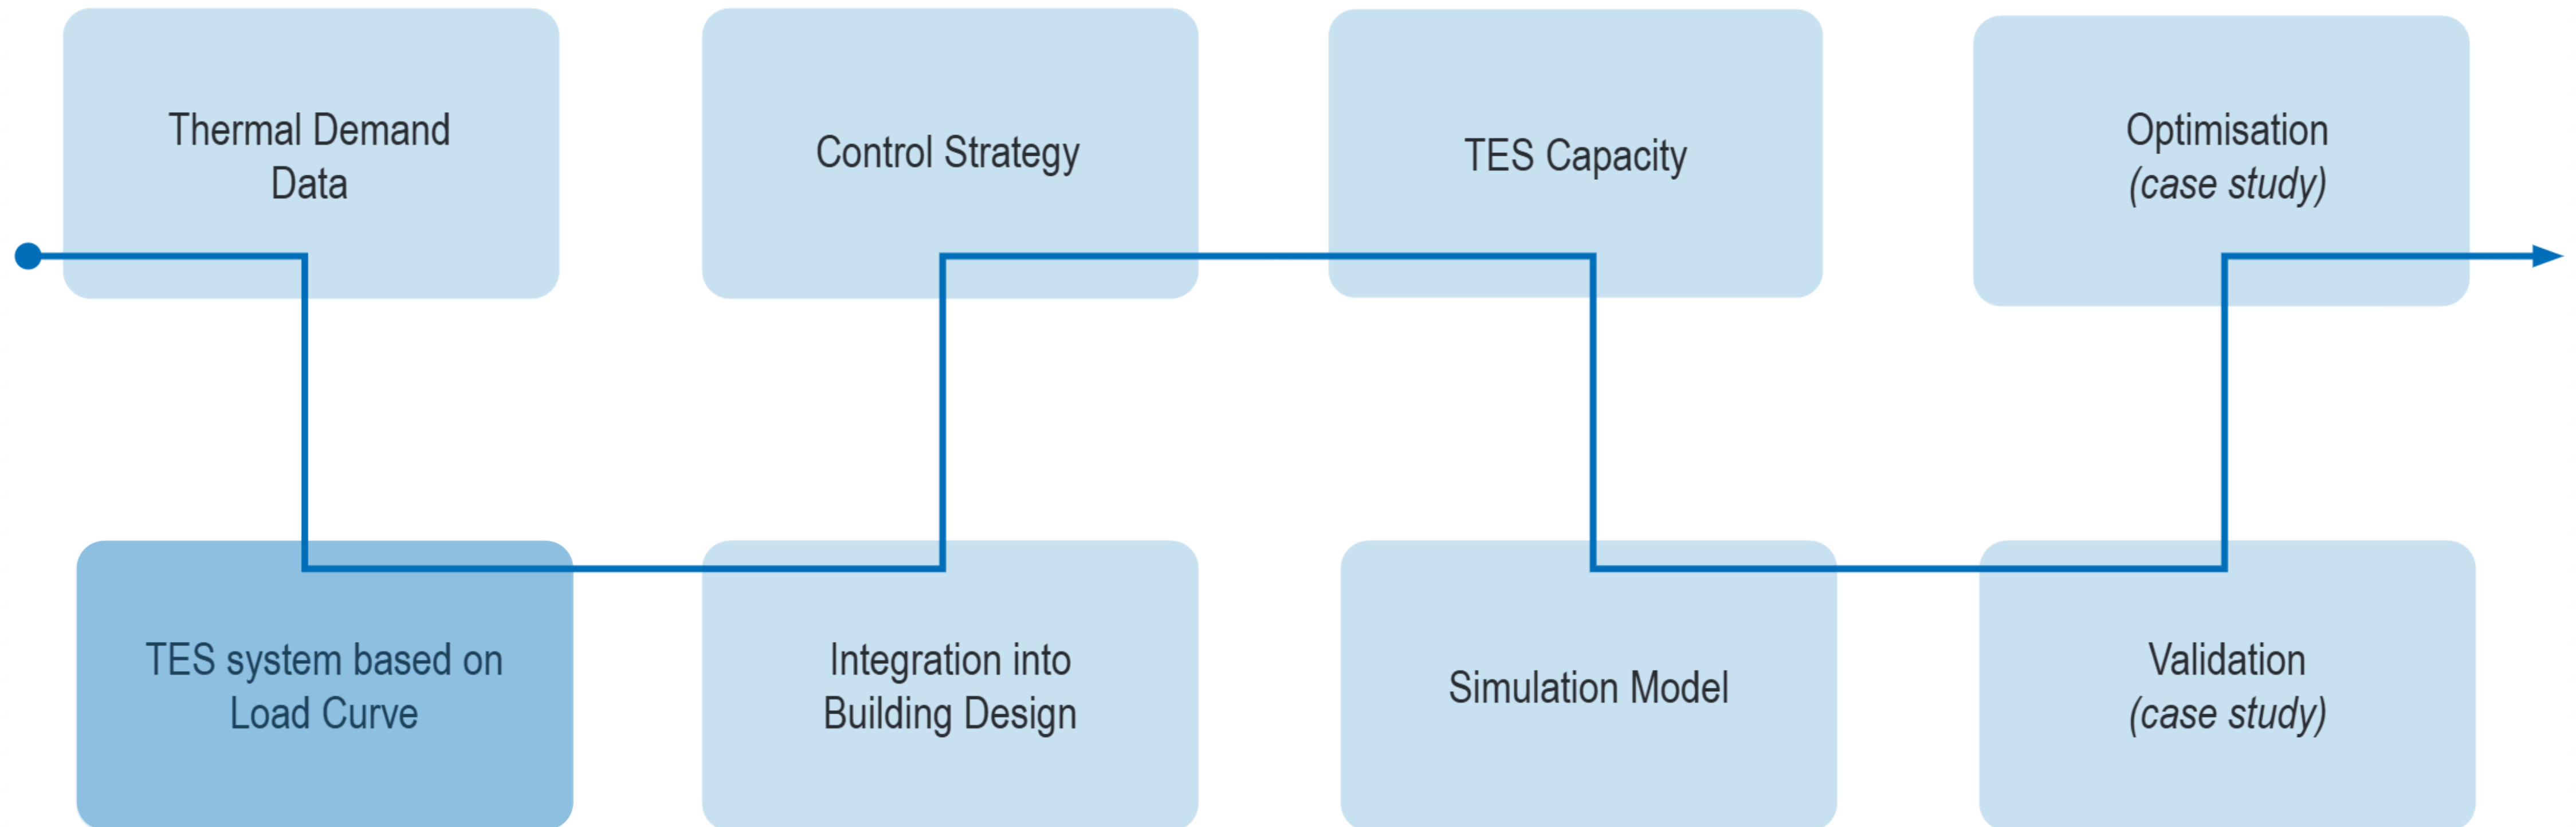 Thermal Demand
Data
Control Strategy
TES Capacity
Optimisation
(case study)
TES system based on
Load Curve
Integration into
Building Design
Simulation Model
Validation
(case study)